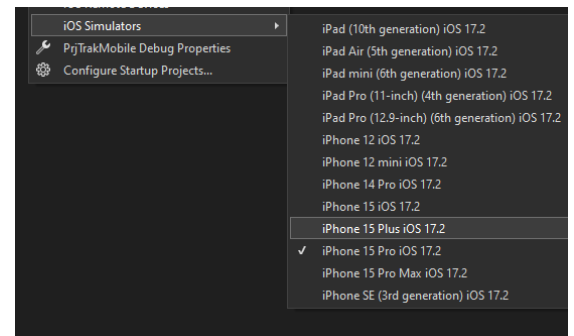 iOS Simulators
PrjTrakMobile Debug Properties
Configure Startup Projects...
iPad (10th generation) iOS 17.2
iPad Air (5th generation) iOS 17.2
iPad mini (6th generation) iOS 17.2
iPad Pro (11-inch) (4th generation) iOS 17.2
iPad Pro (12.9-inch) (6th generation) iOS 17.2
iPhone 12 iOS 17.2
iPhone 12 mini iOS 17.2
iPhone 14 Pro iOS 17.2
iPhone 15 iOS 17.2
iPhone 15 Plus iOS 17.2
iPhone 15 Pro iOS 17.2
iPhone 15 Pro Max iOS 17.2
iPhone SE (3rd generation) iOS 17.2